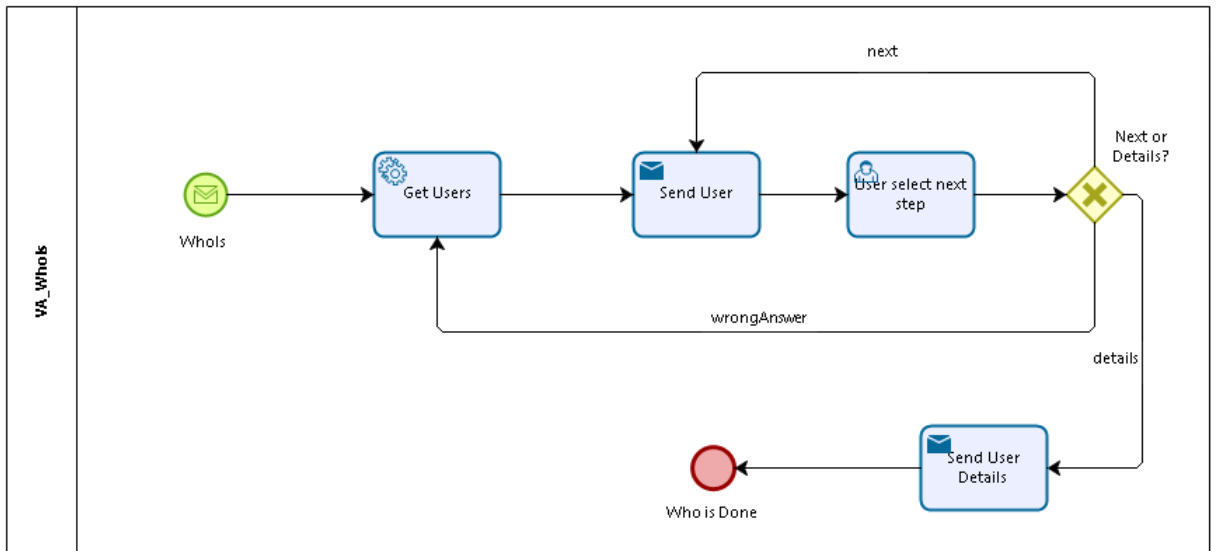 VA_WhoIs
next
Next or
Details?
Get Users
Send User
User select next
step
WhoIs
wrongAnswer
details
Send User
Details
Who is Done